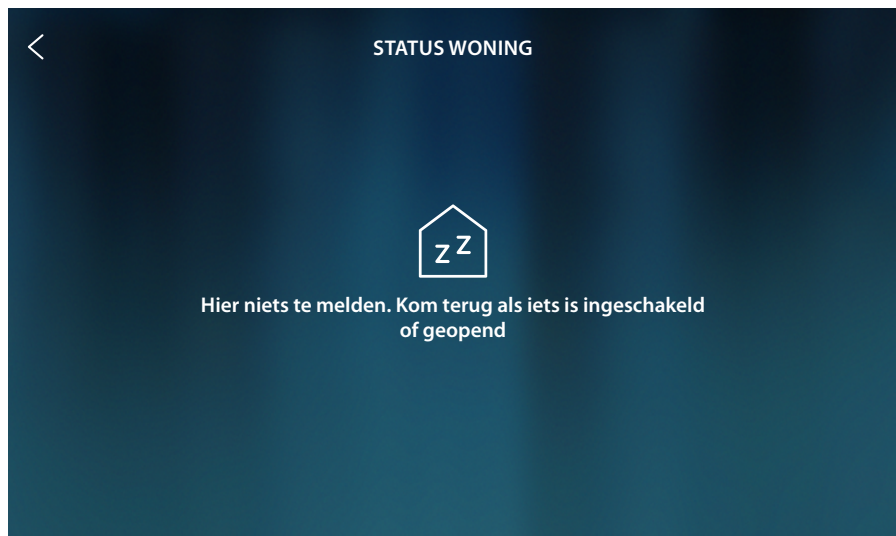 STATUS WONING
z Z
Hier niets te melden. Kom terug als iets is ingeschakeld
of geopend